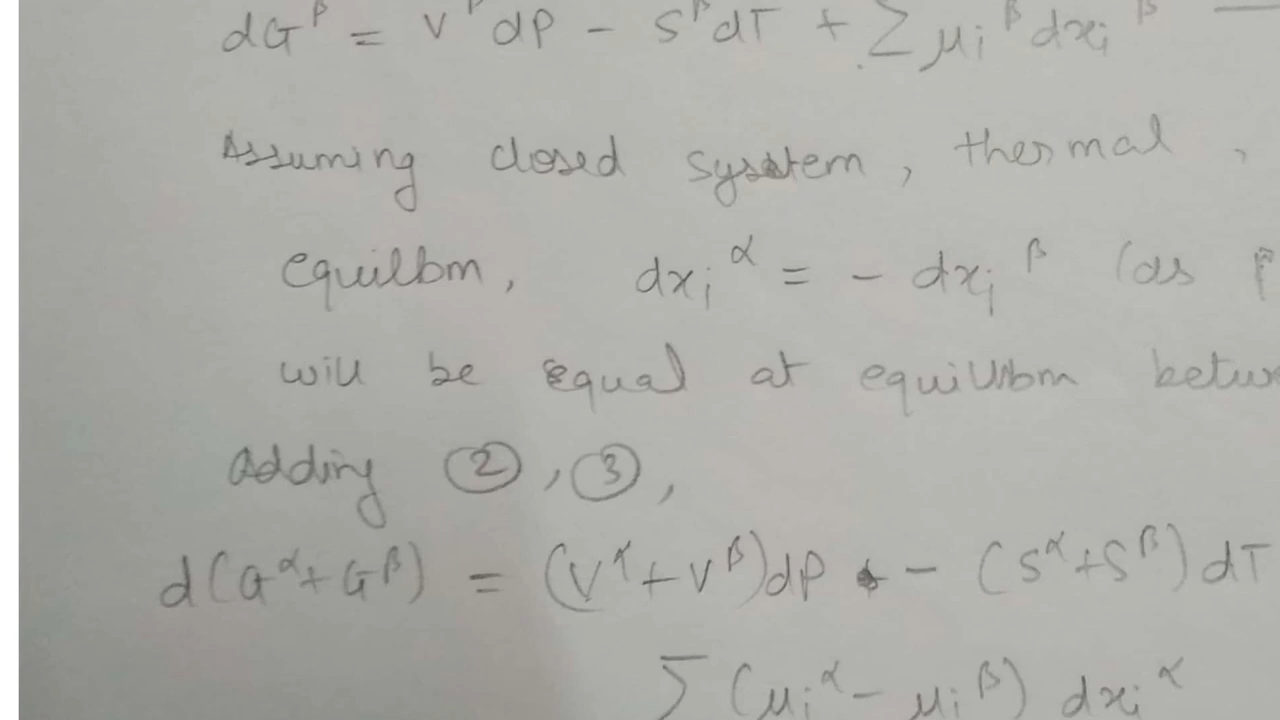 dG^β = V^β dP - S^β dT + Σ μi^β dxi^β —
Assuming closed system, thermal,
equilbm, dxi^α = - dxi^β (as
will be equal at equilibm
adding ②, ③,
d(G^α+G^β) = (V^α+V^β)dP - (S^α+S^β)dT
Σ (μi^α - μi^β) dxi^α